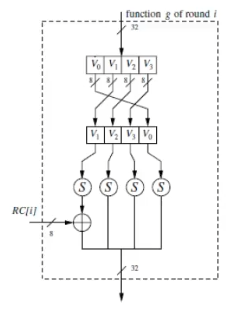 function g of round i
32
V₀ V₁ V₂ V₃
8 8 8 8
V₁ V₂ V₃ V₀
S S S S
RC[i]
8
32